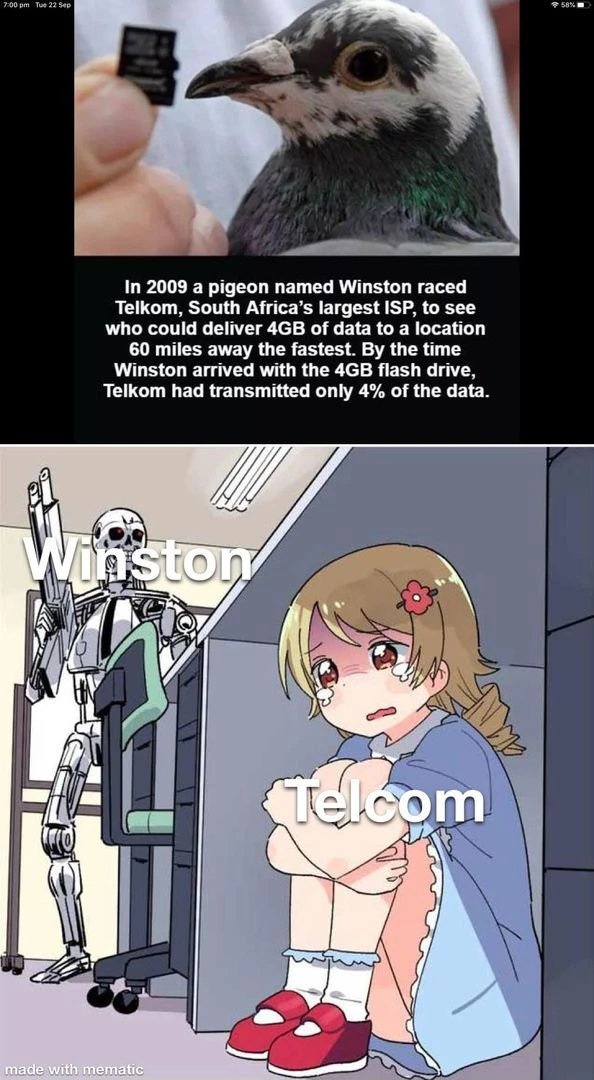 7:00 pm Tue 22 Sep
58%
In 2009 a pigeon named Winston raced
Telkom, South Africa's largest ISP, to see
who could deliver 4GB of data to a location
60 miles away the fastest. By the time
Winston arrived with the 4GB flash drive,
Telkom had transmitted only 4% of the data.
Winston
Telcom
made with mematic